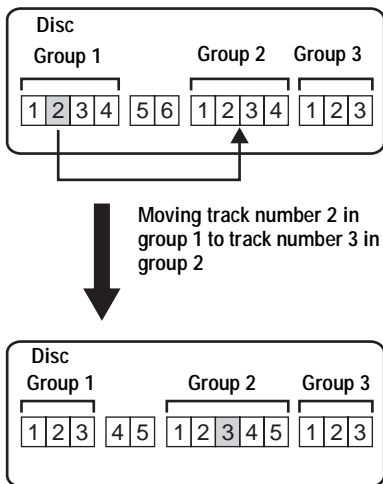 Disc
Group 1 Group 2 Group 3
1 2 3 4 5 6 1 2 3 4 1 2 3
Moving track number 2 in
group 1 to track number 3 in
group 2
Disc
Group 1 Group 2 Group 3
1 2 3 4 5 1 2 3 4 5 1 2 3